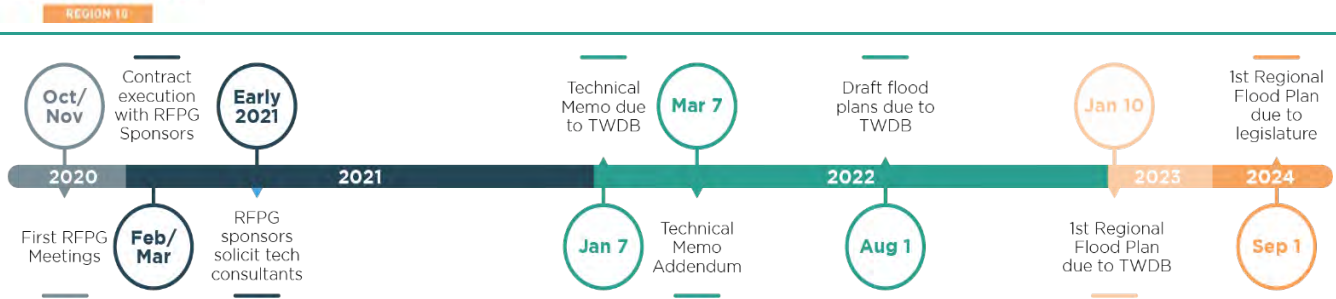 REGION 10
Oct/
Nov
Contract
execution
with RFPG
Sponsors
Early
2021
Technical
Memo due
to TWDB
Mar 7
Draft flood
plans due to
TWDB
Jan 10
1st Regional
Flood Plan
due to
legislature
2020
2021
2022
2023
2024
First RFPG
Meetings
Feb/
Mar
RFPG
sponsors
solicit tech
consultants
Jan 7
Technical
Memo
Addendum
Aug 1
1st Regional
Flood Plan
due to TWDB
Sep 1